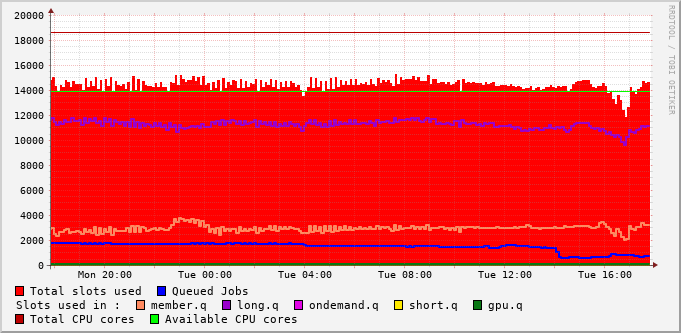 20000
18000
16000
14000
12000
10000
8000
6000
4000
2000
0
Mon 20:00 Tue 00:00 Tue 04:00 Tue 08:00 Tue 12:00 Tue 16:00
Total slots used Queued Jobs
Slots used in : member.q long.q ondemand.q short.q gpu.q
Total CPU cores Available CPU cores
RRDTOOL / TOBI OETIKER